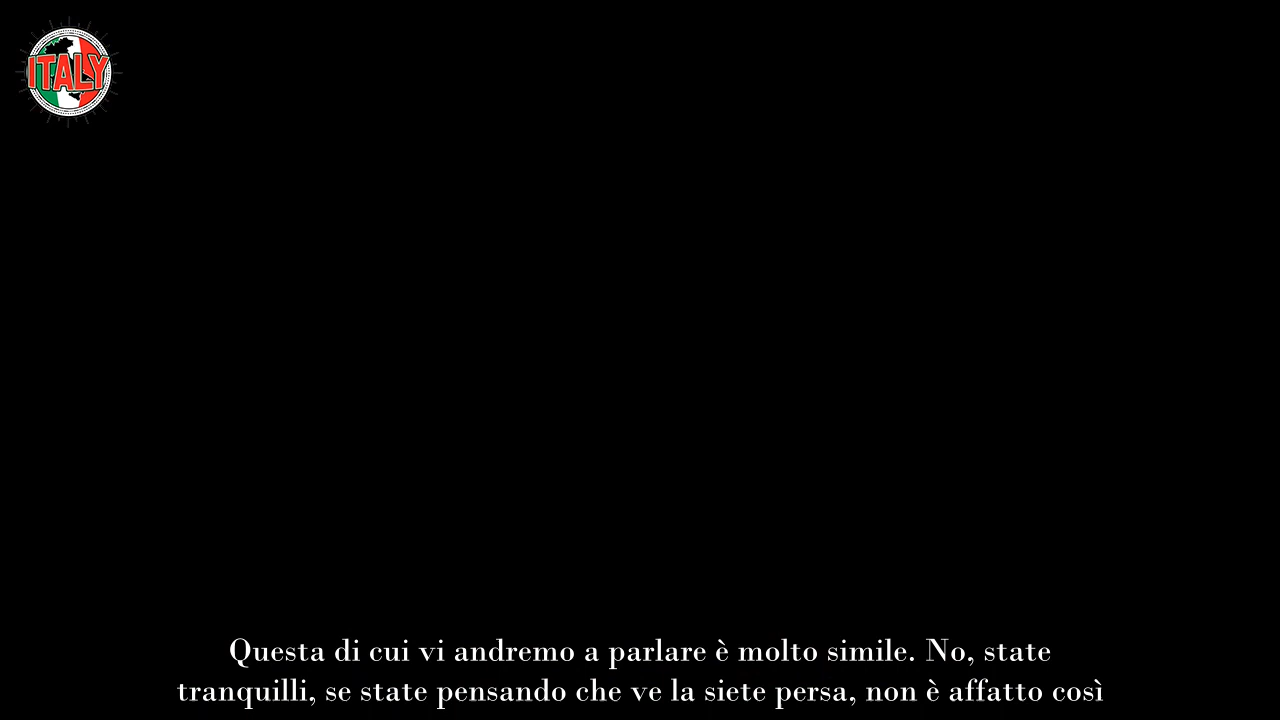 ITALY
Questa di cui vi andremo a parlare è molto simile. No, state
tranquilli, se state pensando che ve la siete persa, non è affatto così